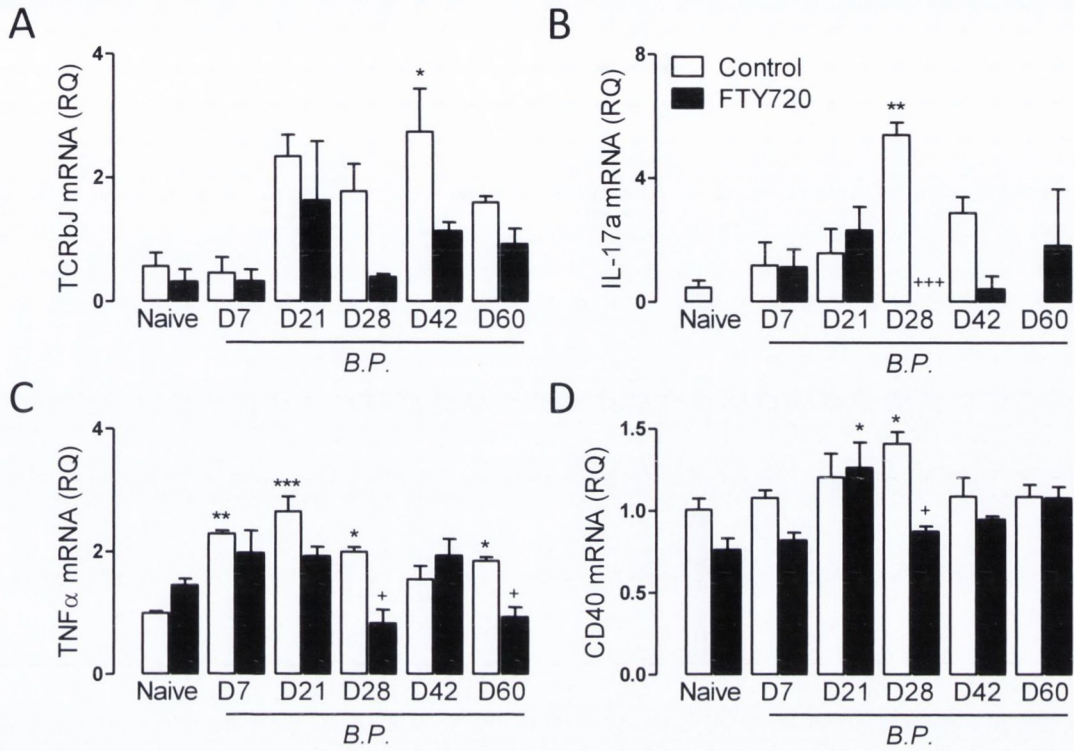 A
TCRbJ mRNA (RQ)
4
2
0
*
Naive D7 D21 D28 D42 D60
B.P.
B
IL-17a mRNA (RQ)
8
4
0
Control
FTY720
**
+++
Naive D7 D21 D28 D42 D60
B.P.
C
TNFα mRNA (RQ)
4
2
0
** *** * + * +
Naive D7 D21 D28 D42 D60
B.P.
D
CD40 mRNA (RQ)
1.5
1.0
0.5
0.0
* * +
Naive D7 D21 D28 D42 D60
B.P.